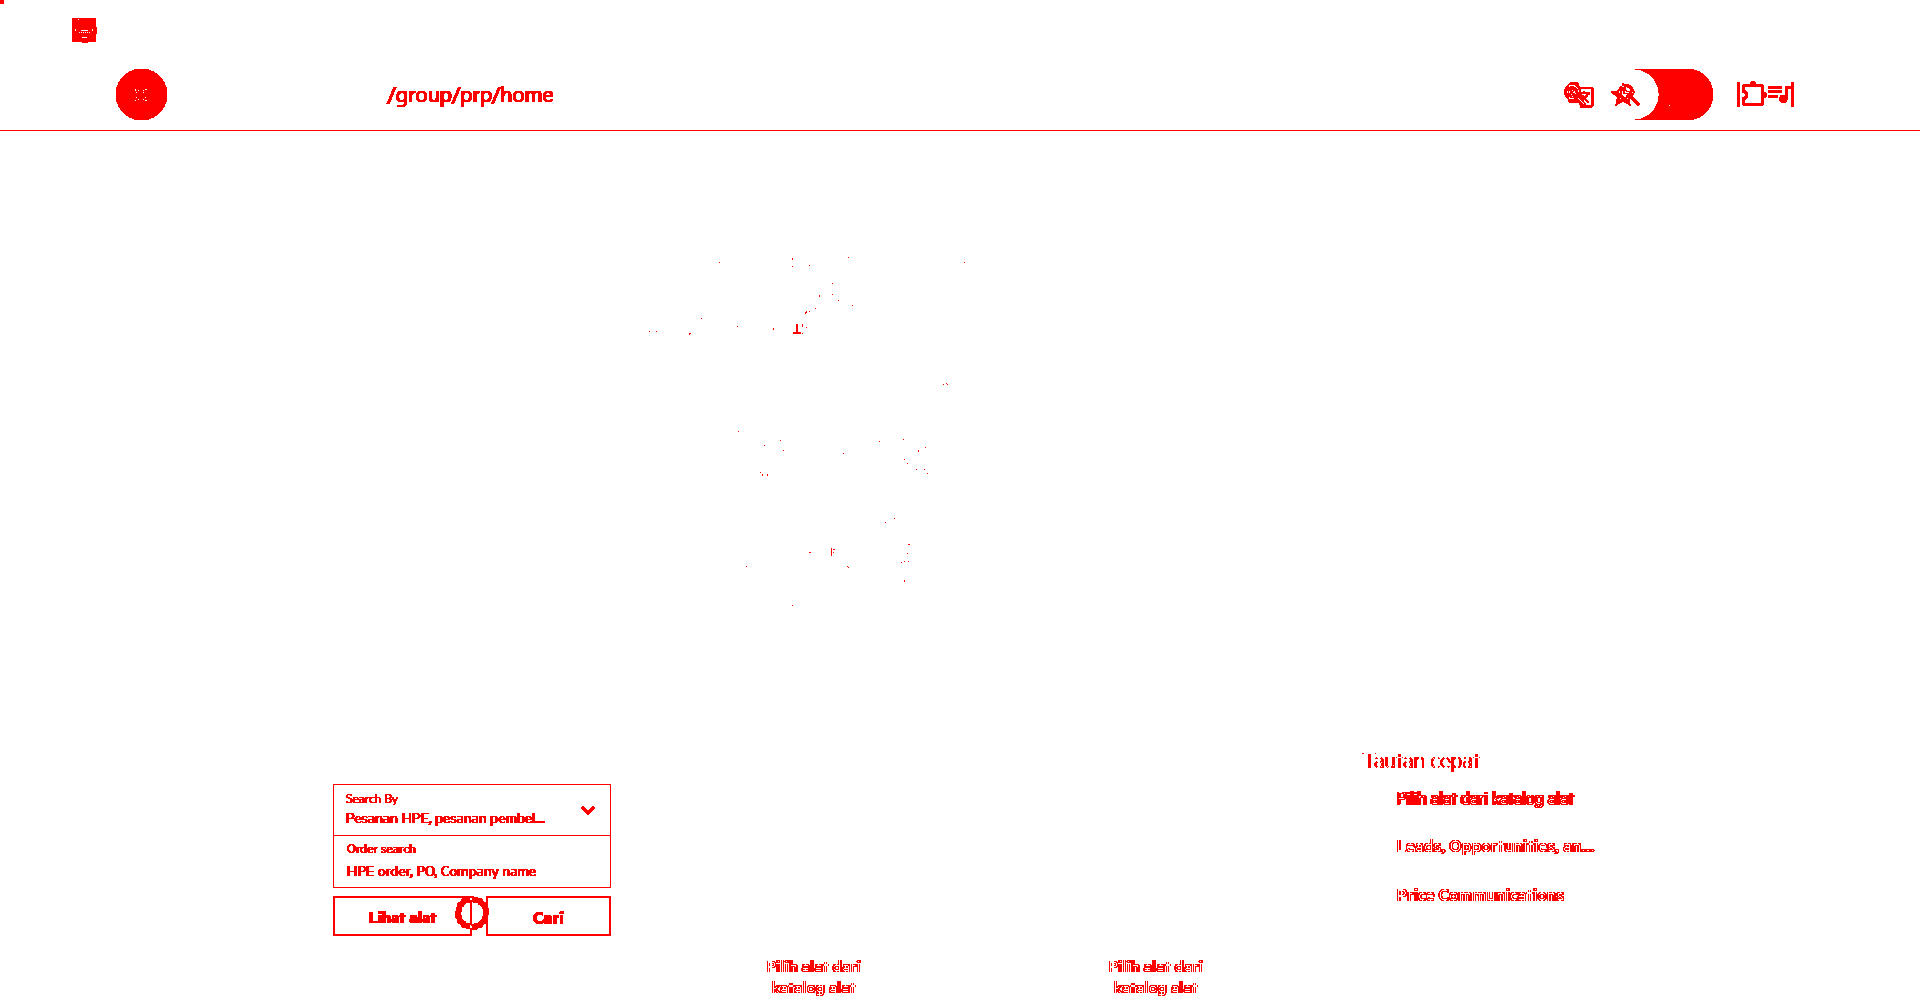 /group/prp/home
Search By
Pesanan HPE, pesanan pembel...
Order search
HPE order, PO, Company name
Lihat alat
Cari
Pilih alat dari
katalog alat
Pilih alat dari
katalog alat
Tautan cepat
Pilih alat dari katalog alat
Leads, Opportunities, an...
Price Communications